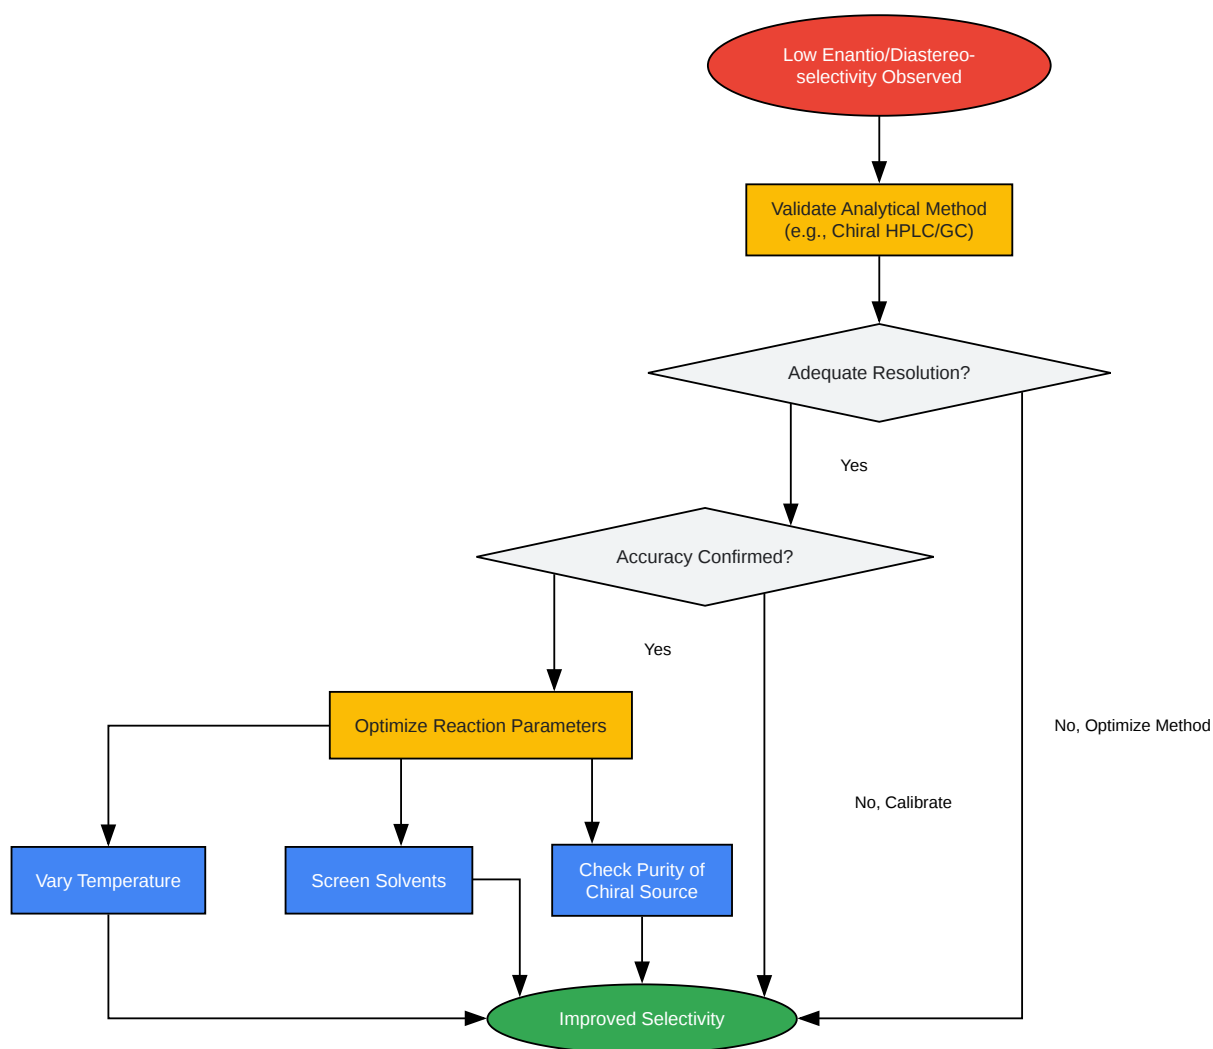 Low Enantio/Diastereo-
selectivity Observed
Validate Analytical Method
(e.g., Chiral HPLC/GC)
Adequate Resolution?
Yes
Accuracy Confirmed?
Yes
Optimize Reaction Parameters
No, Optimize Method
No, Calibrate
Vary Temperature
Screen Solvents
Check Purity of
Chiral Source
Improved Selectivity